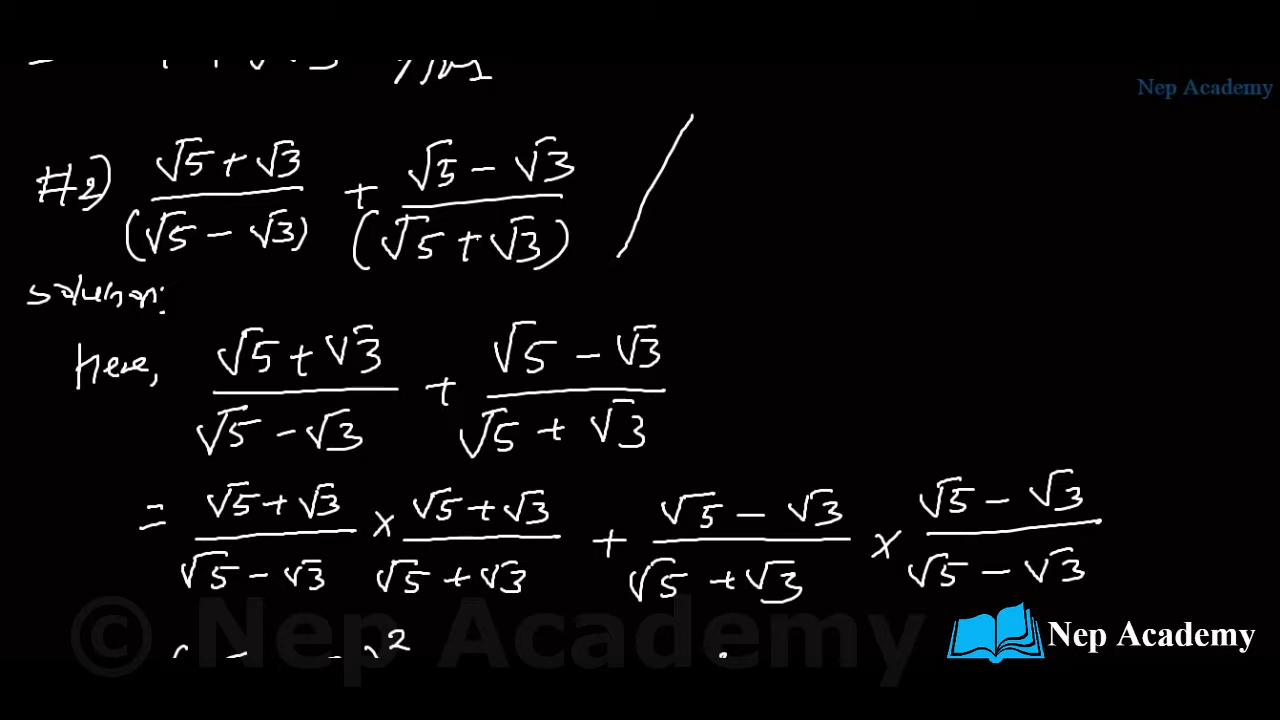 Nep Academy
#2) (√5 + √3)/(√5 - √3) + (√5 - √3)/(√5 + √3)
solution:
here, (√5 + √3)/(√5 - √3) + (√5 - √3)/(√5 + √3)
= (√5 + √3)/(√5 - √3) × (√5 + √3)/(√5 + √3) + (√5 - √3)/(√5 + √3) × (√5 - √3)/(√5 - √3)
© Nep Academy
Nep Academy